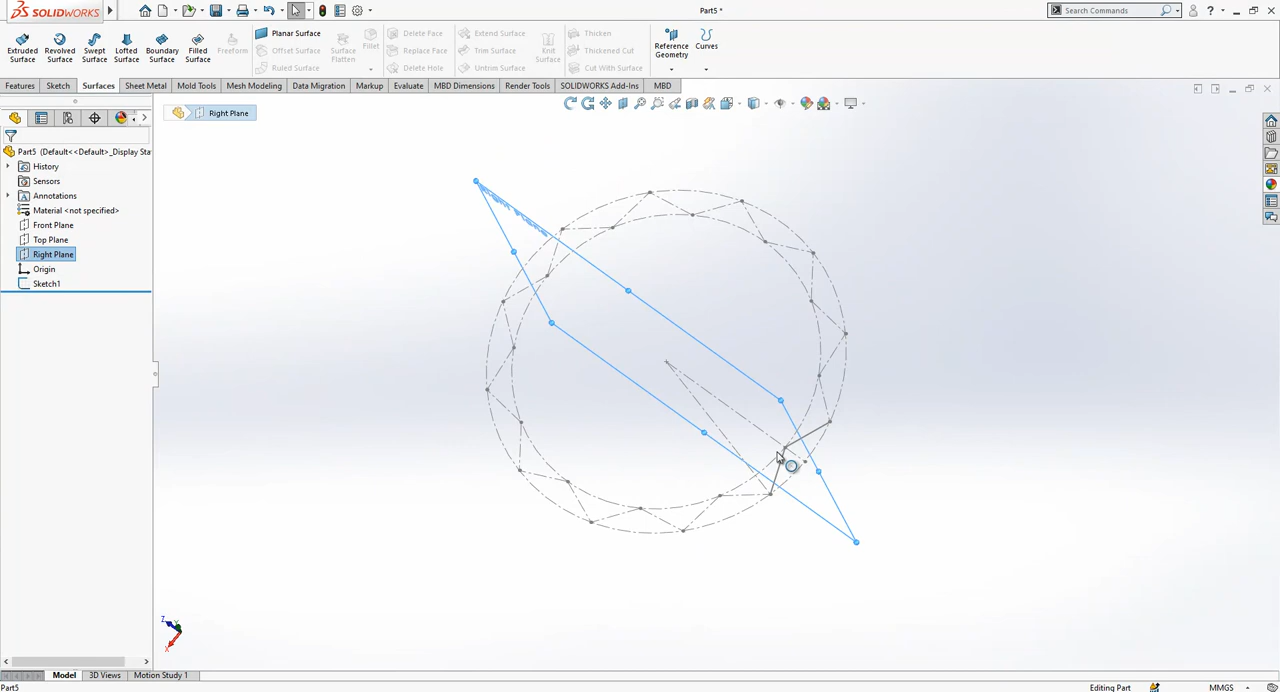 SOLIDWORKS
Part5 *
Search Commands
Extruded Surface
Revolved Surface
Swept Surface
Lofted Surface
Boundary Surface
Filled Surface
Freeform
Planar Surface
Offset Surface
Ruled Surface
Surface Flatten
Fillet
Delete Face
Replace Face
Delete Hole
Extend Surface
Trim Surface
Untrim Surface
Knit Surface
Thicken
Thickened Cut
Cut With Surface
Reference Geometry
Curves
Features Sketch Surfaces Sheet Metal Mold Tools Mesh Modeling Data Migration Markup Evaluate MBD Dimensions Render Tools SOLIDWORKS Add-Ins MBD
Right Plane
Part5 (Default<<Default>_Display Sta
History
Sensors
Annotations
Material <not specified>
Front Plane
Top Plane
Right Plane
Origin
Sketch1
Z
Y
X
Model 3D Views Motion Study 1
Part5
Editing Part
MMGS